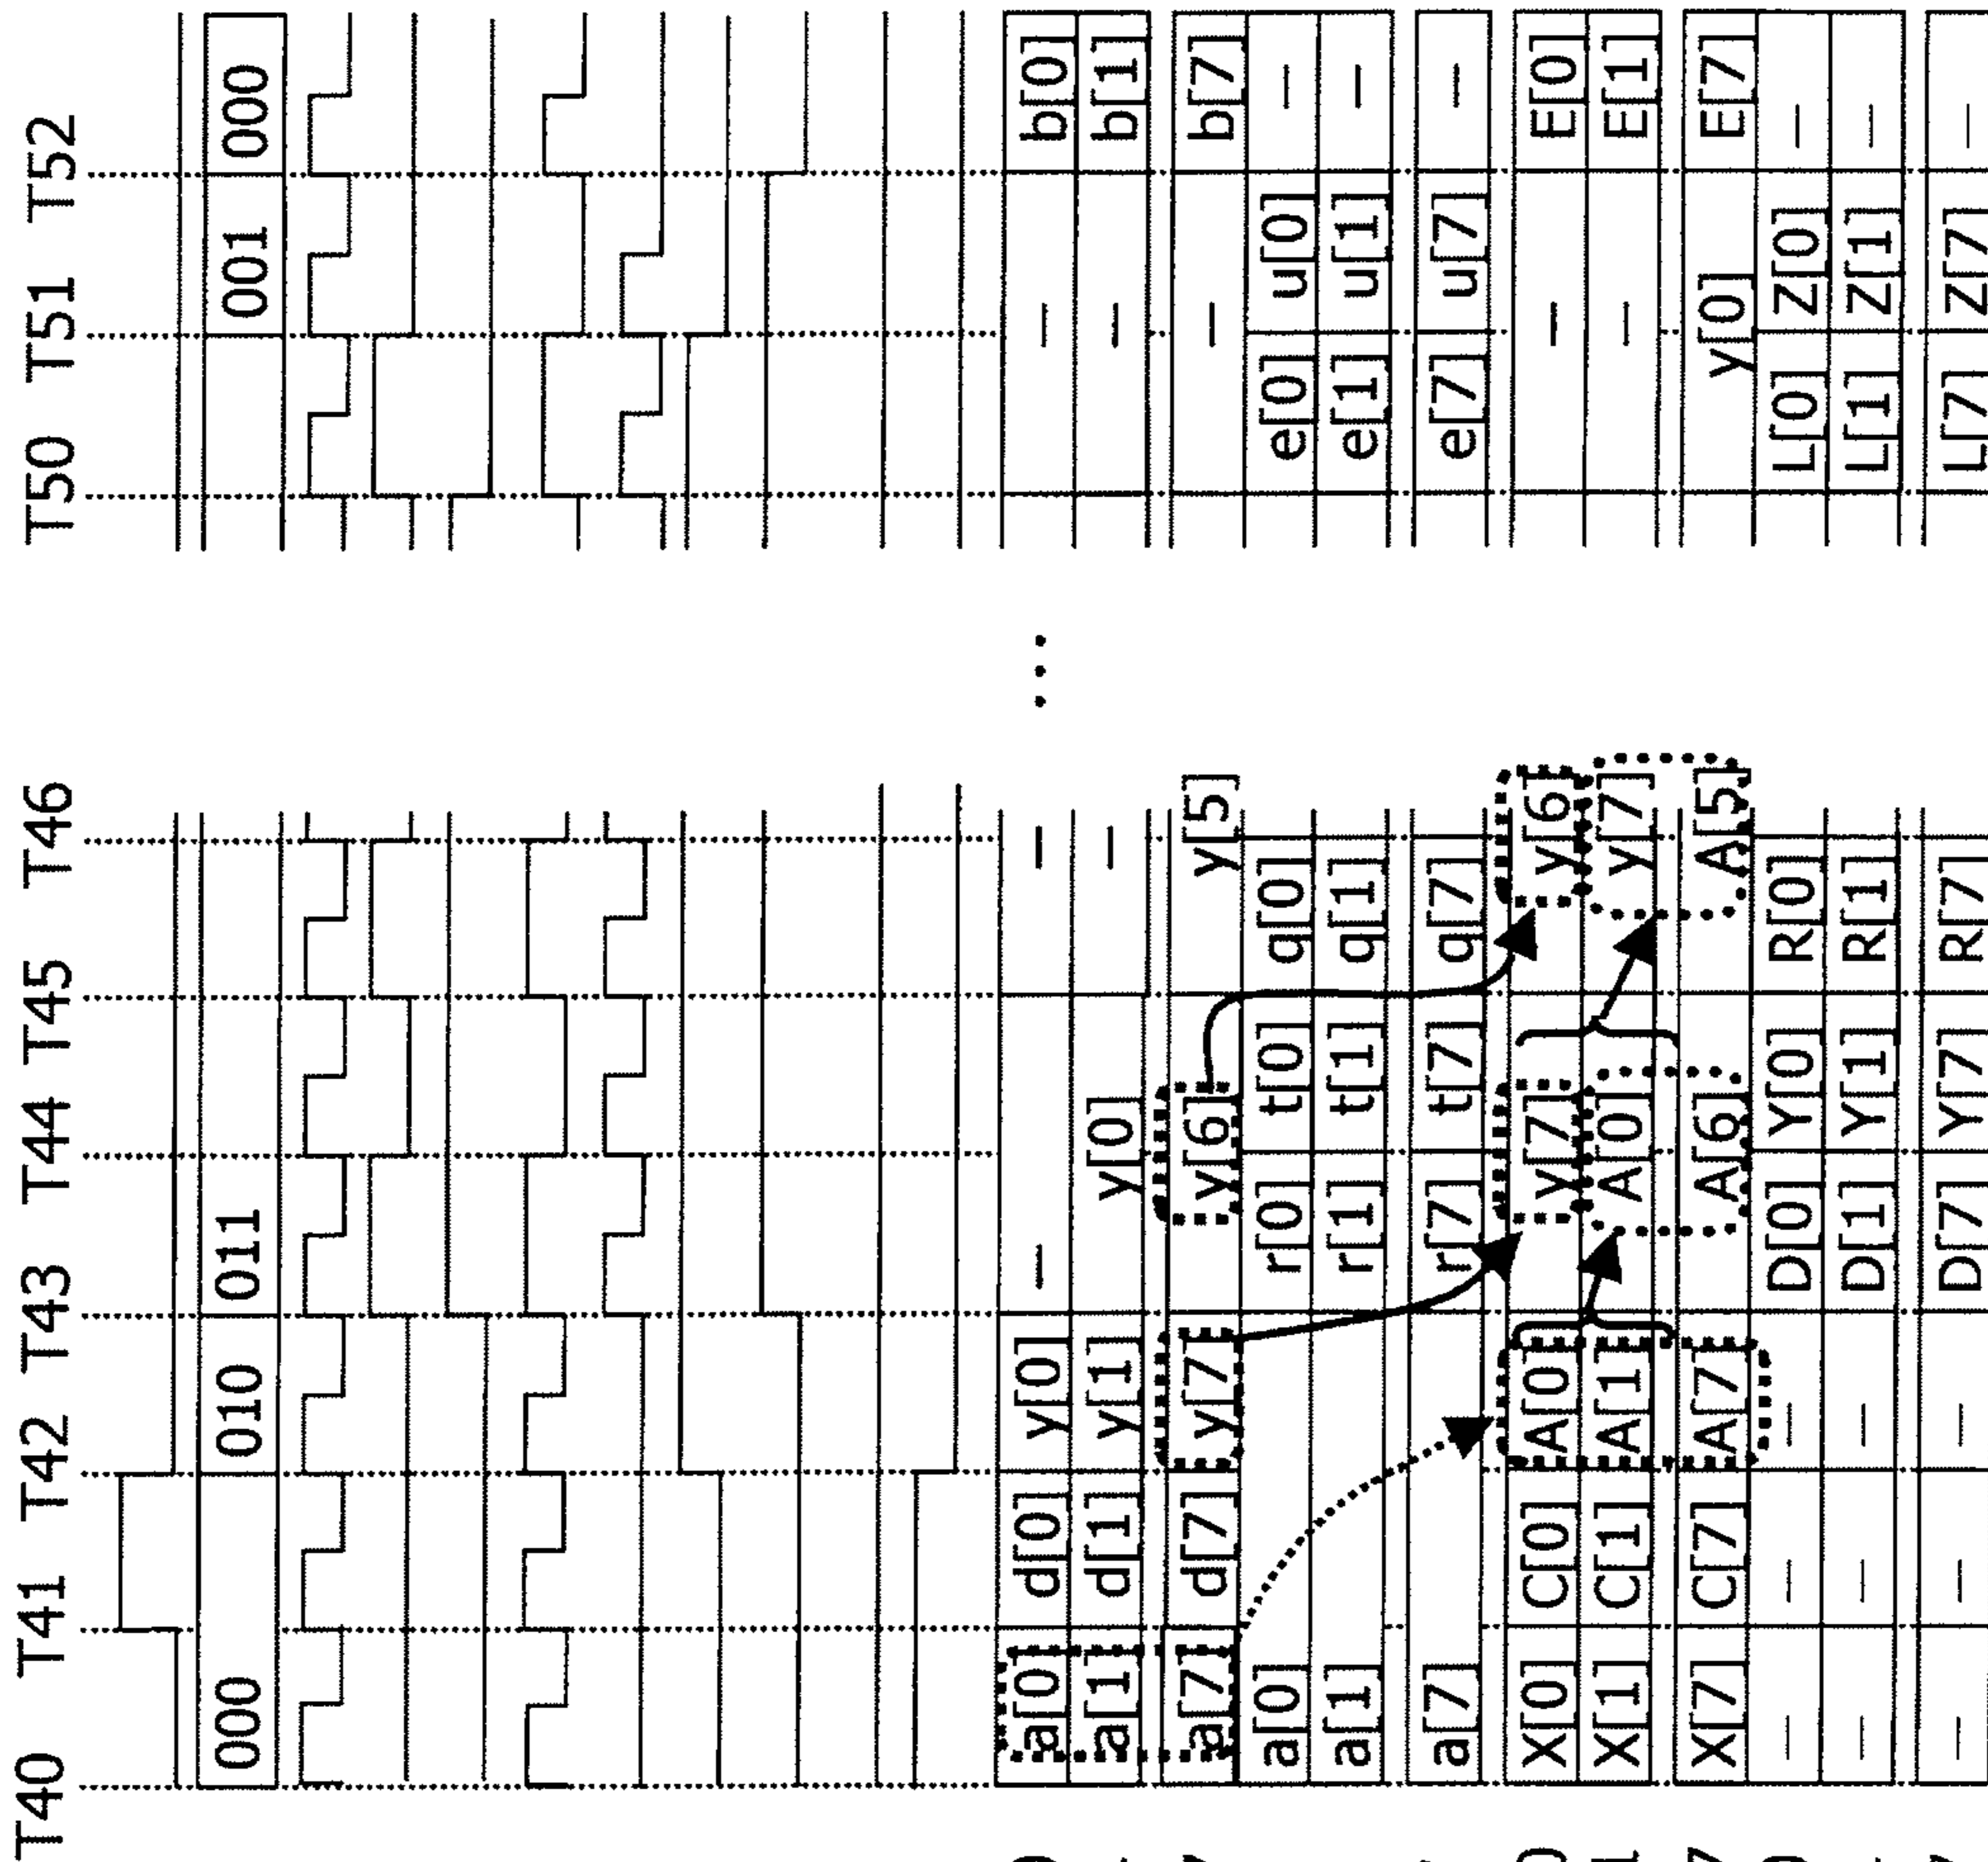 T40 T41 T42 T43 T44 T45 T46 T50 T51 T52
000 010 011 001 000
a[0] d[0] y[0] – – ... – b[0]
a[1] d[1] y[1] y[0] – – b[1]
a[7] d[7] y[7] y[6] y[5] – b[7]
a[0] r[0] t[0] q[0] e[0] u[0] –
a[1] r[1] t[1] q[1] e[1] u[1] –
a[7] r[7] t[7] q[7] e[7] u[7] –
X[0] C[0] A[0] y[7] y[6] – E[0]
X[1] C[1] A[1] A[0] y[7] – E[1]
X[7] C[7] A[7] A[6] A[5] y[0] E[7]
– – – D[0] Y[0] R[0] L[0] Z[0] –
– – – D[1] Y[1] R[1] L[1] Z[1] –
– – – D[7] Y[7] R[7] L[7] Z[7] –